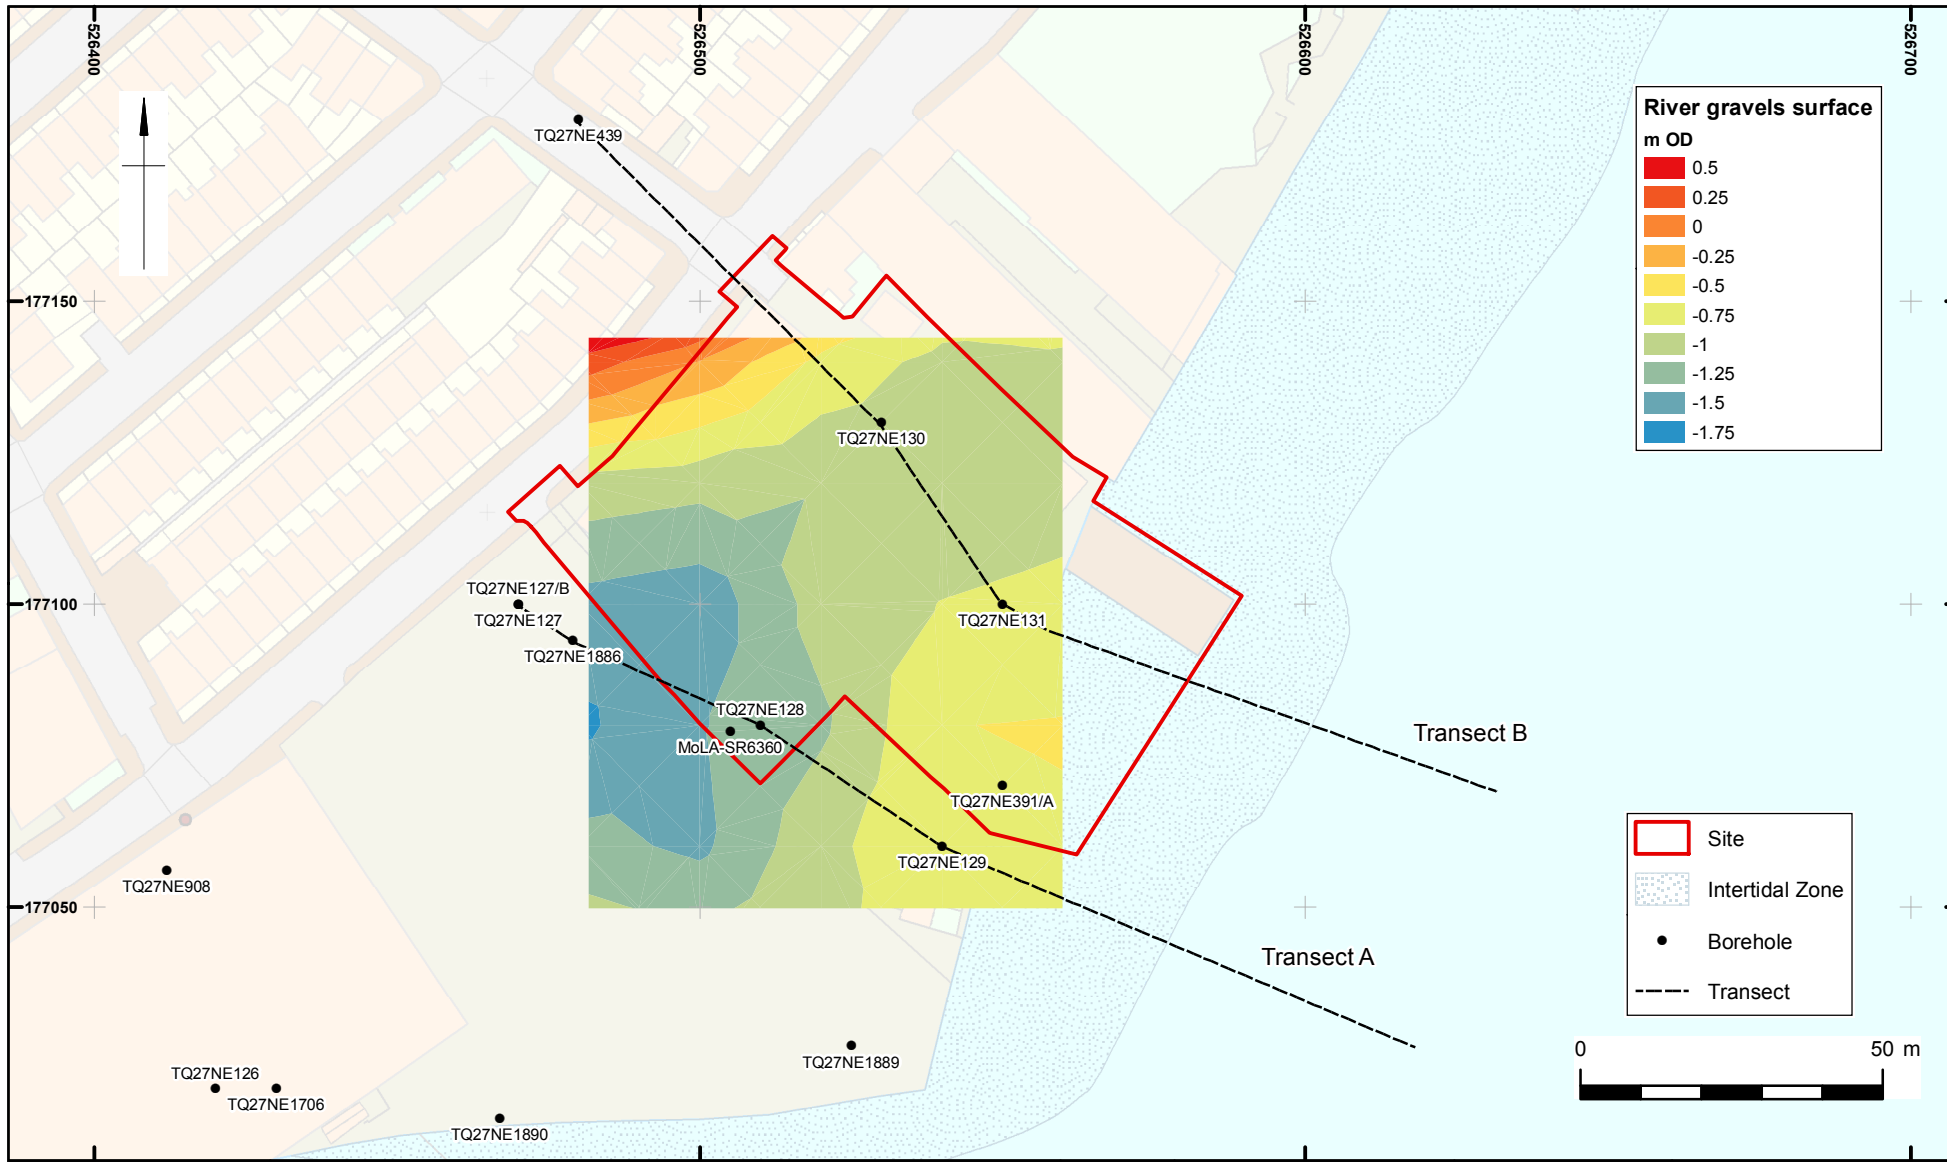 526400
526500
526600
526700
TQ27NE439
River gravels surface
m OD
0.5
0.25
0
-0.25
-0.5
-0.75
-1
-1.25
-1.5
-1.75
177150
TQ27NE130
177100
TQ27NE127/B
TQ27NE127
TQ27NE131
TQ27NE1886
TQ27NE128
MoLA-SR6360
Transect B
TQ27NE391/A
TQ27NE129
TQ27NE908
177050
Transect A
Site
Intertidal Zone
Borehole
Transect
TQ27NE1889
TQ27NE126
TQ27NE1706
TQ27NE1890
0 50 m